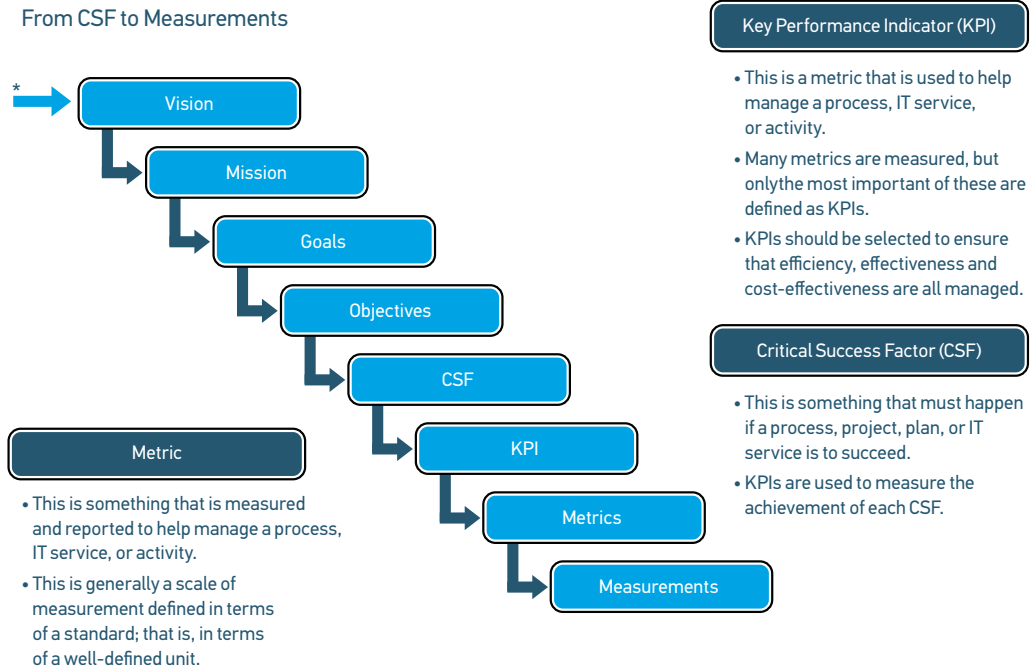 From CSF to Measurements
*
Vision
Mission
Goals
Objectives
CSF
KPI
Metrics
Measurements
Metric
• This is something that is measured
and reported to help manage a process,
IT service, or activity.
• This is generally a scale of
measurement defined in terms
of a standard; that is, in terms
of a well-defined unit.
Key Performance Indicator (KPI)
• This is a metric that is used to help
manage a process, IT service,
or activity.
• Many metrics are measured, but
onlythe most important of these are
defined as KPIs.
• KPIs should be selected to ensure
that efficiency, effectiveness and
cost-effectiveness are all managed.
Critical Success Factor (CSF)
• This is something that must happen
if a process, project, plan, or IT
service is to succeed.
• KPIs are used to measure the
achievement of each CSF.